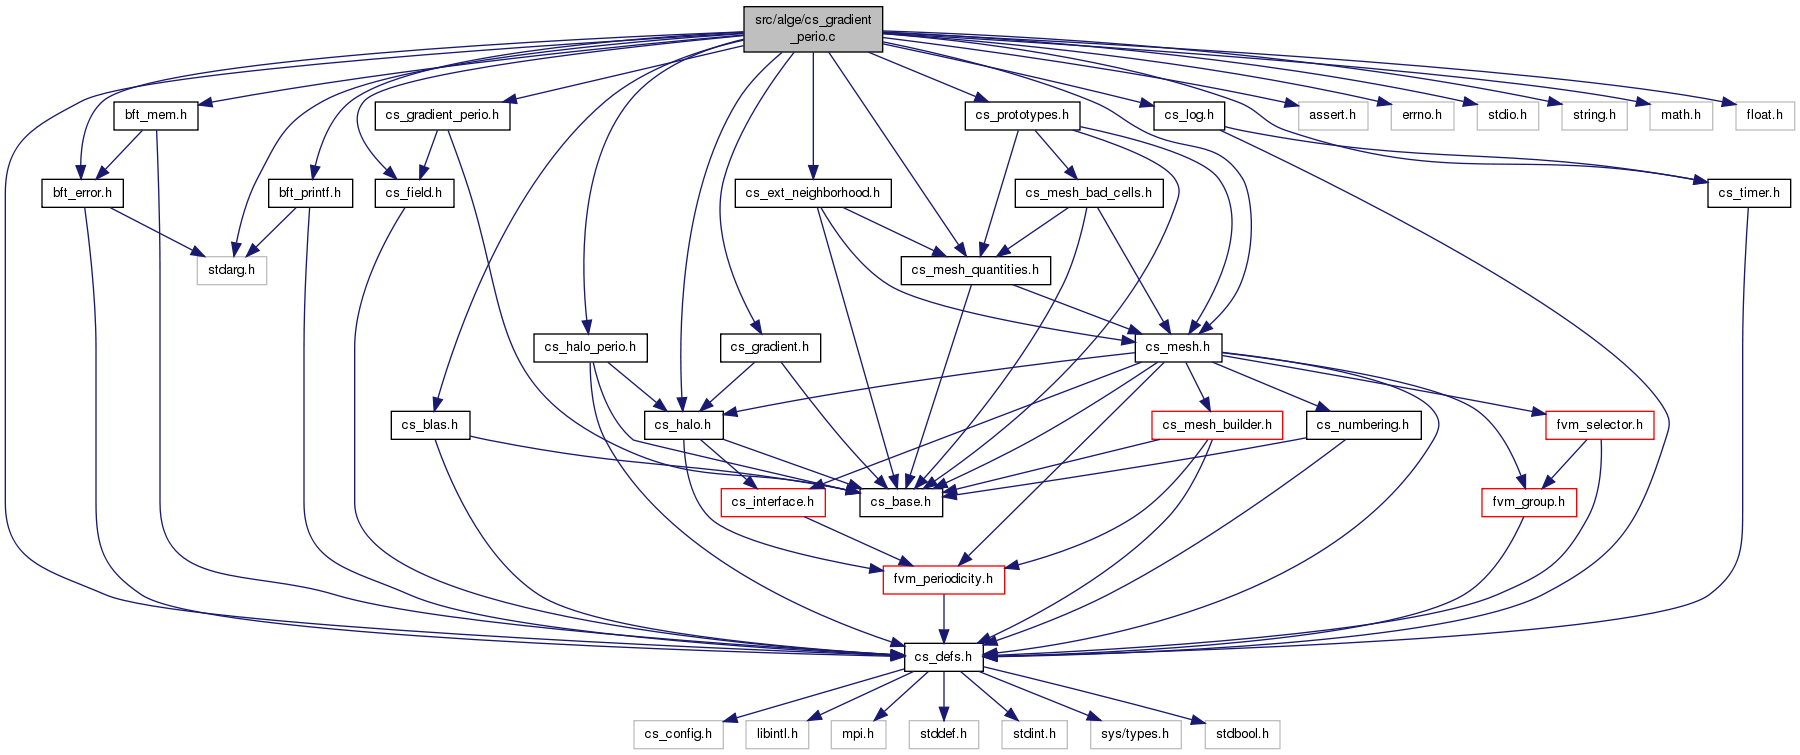 src/alge/cs_gradient
_perio.c
bft_mem.h
cs_gradient_perio.h
cs_prototypes.h
cs_log.h
assert.h
errno.h
stdio.h
string.h
math.h
float.h
bft_error.h
bft_printf.h
cs_field.h
cs_ext_neighborhood.h
cs_mesh_bad_cells.h
cs_timer.h
stdarg.h
cs_mesh_quantities.h
cs_halo_perio.h
cs_gradient.h
cs_mesh.h
cs_blas.h
cs_halo.h
cs_mesh_builder.h
cs_numbering.h
fvm_selector.h
cs_interface.h
cs_base.h
fvm_group.h
fvm_periodicity.h
cs_defs.h
cs_config.h
libintl.h
mpi.h
stddef.h
stdint.h
sys/types.h
stdbool.h